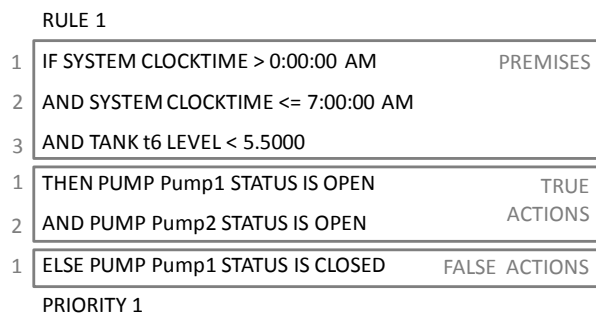 RULE 1
1 IF SYSTEM CLOCKTIME > 0:00:00 AM PREMISES
2 AND SYSTEM CLOCKTIME <= 7:00:00 AM
3 AND TANK t6 LEVEL < 5.5000
1 THEN PUMP Pump1 STATUS IS OPEN TRUE
ACTIONS
2 AND PUMP Pump2 STATUS IS OPEN
1 ELSE PUMP Pump1 STATUS IS CLOSED FALSE ACTIONS
PRIORITY 1